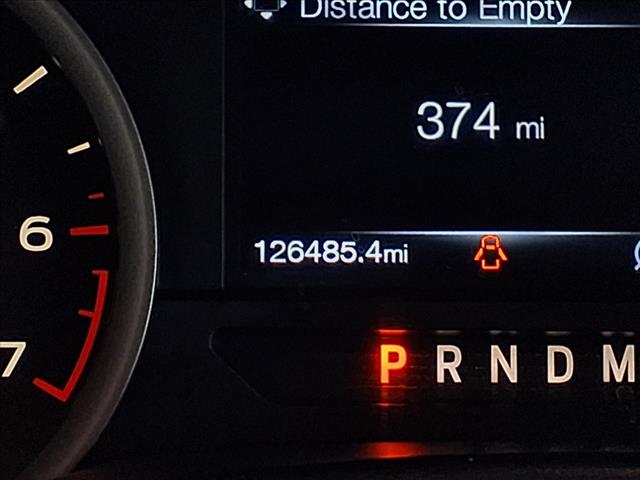 Distance to Empty
374 mi
6
126485.4mi
7
P R N D M